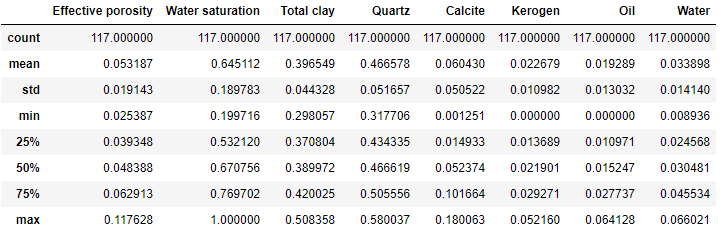 Effective porosity Water saturation Total clay Quartz Calcite Kerogen Oil Water
count 117.000000 117.000000 117.000000 117.000000 117.000000 117.000000 117.000000 117.000000
mean 0.053187 0.645112 0.396549 0.466578 0.060430 0.022679 0.019289 0.033898
std 0.019143 0.189783 0.044328 0.051657 0.050522 0.010982 0.013032 0.014140
min 0.025387 0.199716 0.298057 0.317706 0.001251 0.000000 0.000000 0.008936
25% 0.039348 0.532120 0.370804 0.434335 0.014933 0.013689 0.010971 0.024568
50% 0.048388 0.670756 0.389972 0.466619 0.052374 0.021901 0.015247 0.030481
75% 0.062913 0.769702 0.420025 0.505556 0.101664 0.029271 0.027737 0.045534
max 0.117628 1.000000 0.508358 0.580037 0.180063 0.052160 0.064128 0.066021